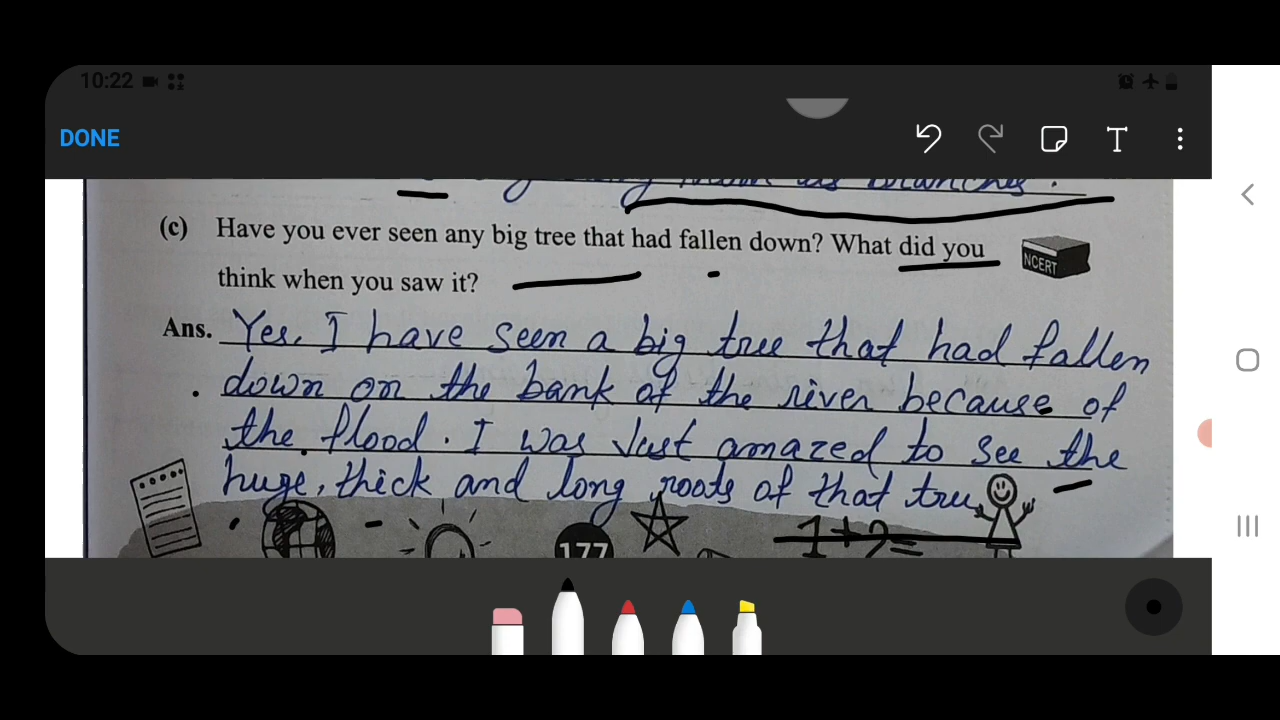 10:22
DONE
T
branches.
(c) Have you ever seen any big tree that had fallen down? What did you
NCERT
think when you saw it?
Ans. Yes, I have seen a big tree that had fallen
down on the bank of the river because of
the flood. I was Just amazed to see the
huge, thick and long roots of that tree
1+2=
177